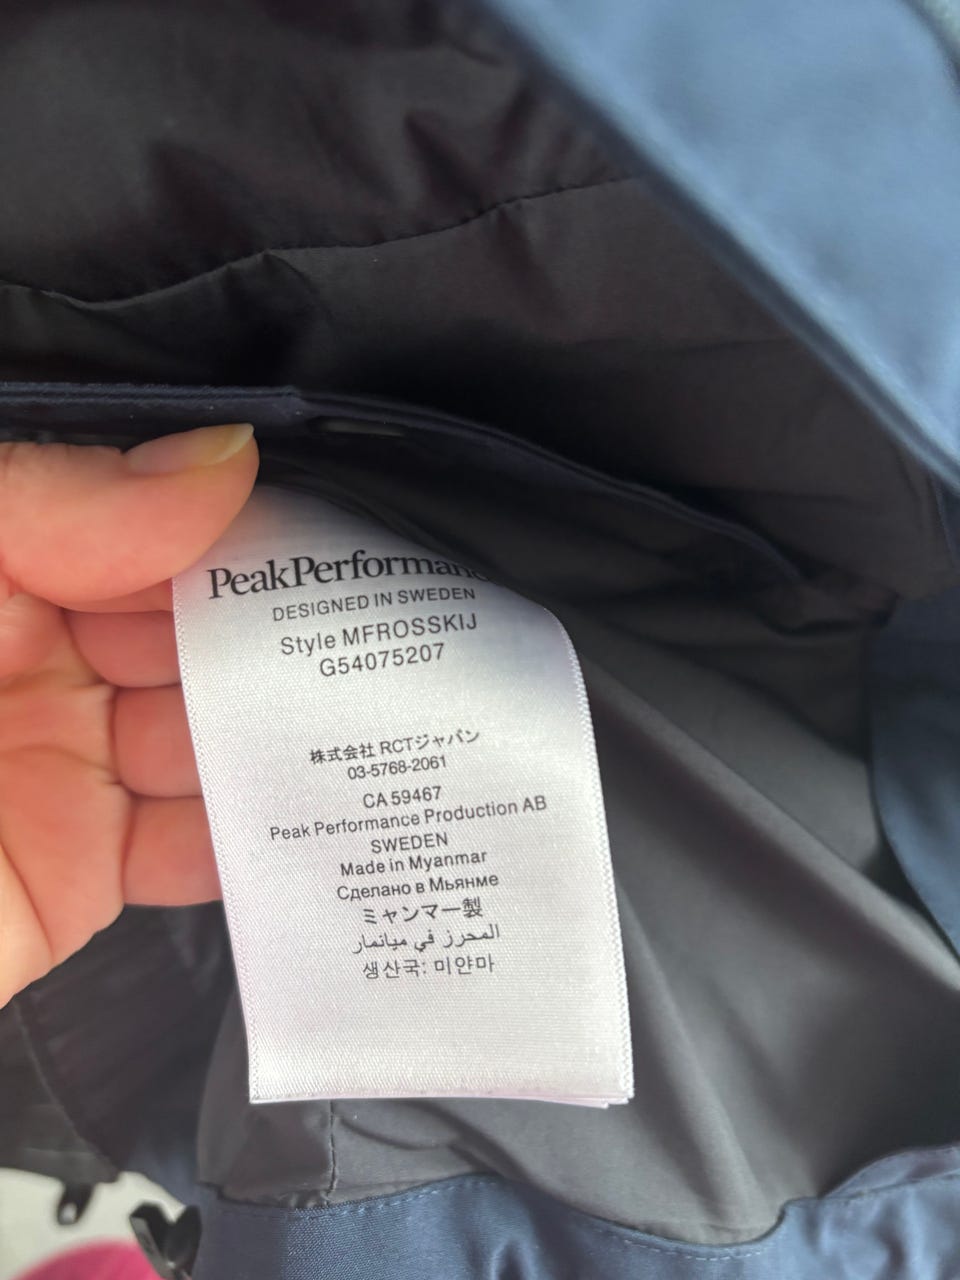 PeakPerformance
DESIGNED IN SWEDEN
Style MFROSSKIJ
G54075207
株式会社 RCTジャパン
03-5768-2061
CA 59467
Peak Performance Production AB
SWEDEN
Made in Myanmar
Сделано в Мьянме
ミャンマー製
المحرز في ميانمار
생산국: 미얀마